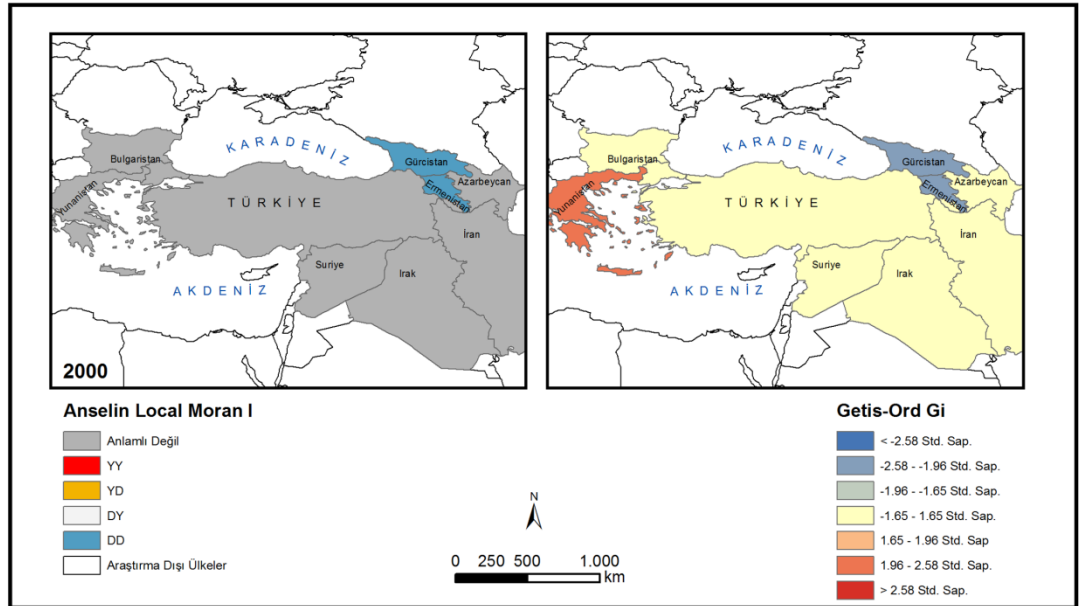 KARADENİZ
Bulgaristan
Gürcistan
Azarbeycan
Ermenistan
Yunanistan
TÜRKİYE
İran
Suriye
Irak
AKDENİZ
2000
KARADENİZ
Bulgaristan
Gürcistan
Azarbeycan
Ermenistan
Yunanistan
TÜRKİYE
İran
Suriye
Irak
AKDENİZ
Anselin Local Moran I
Anlamlı Değil
YY
YD
DY
DD
Araştırma Dışı Ülkeler
N
0 250 500 1.000
km
Getis-Ord Gi
< -2.58 Std. Sap.
-2.58 - -1.96 Std. Sap.
-1.96 - -1.65 Std. Sap.
-1.65 - 1.65 Std. Sap.
1.65 - 1.96 Std. Sap
1.96 - 2.58 Std. Sap.
> 2.58 Std. Sap.